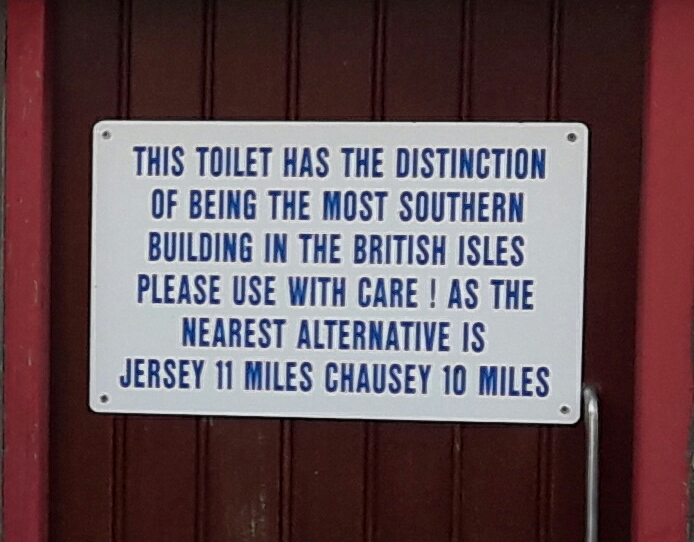 THIS TOILET HAS THE DISTINCTION
OF BEING THE MOST SOUTHERN
BUILDING IN THE BRITISH ISLES
PLEASE USE WITH CARE ! AS THE
NEAREST ALTERNATIVE IS
JERSEY 11 MILES CHAUSEY 10 MILES